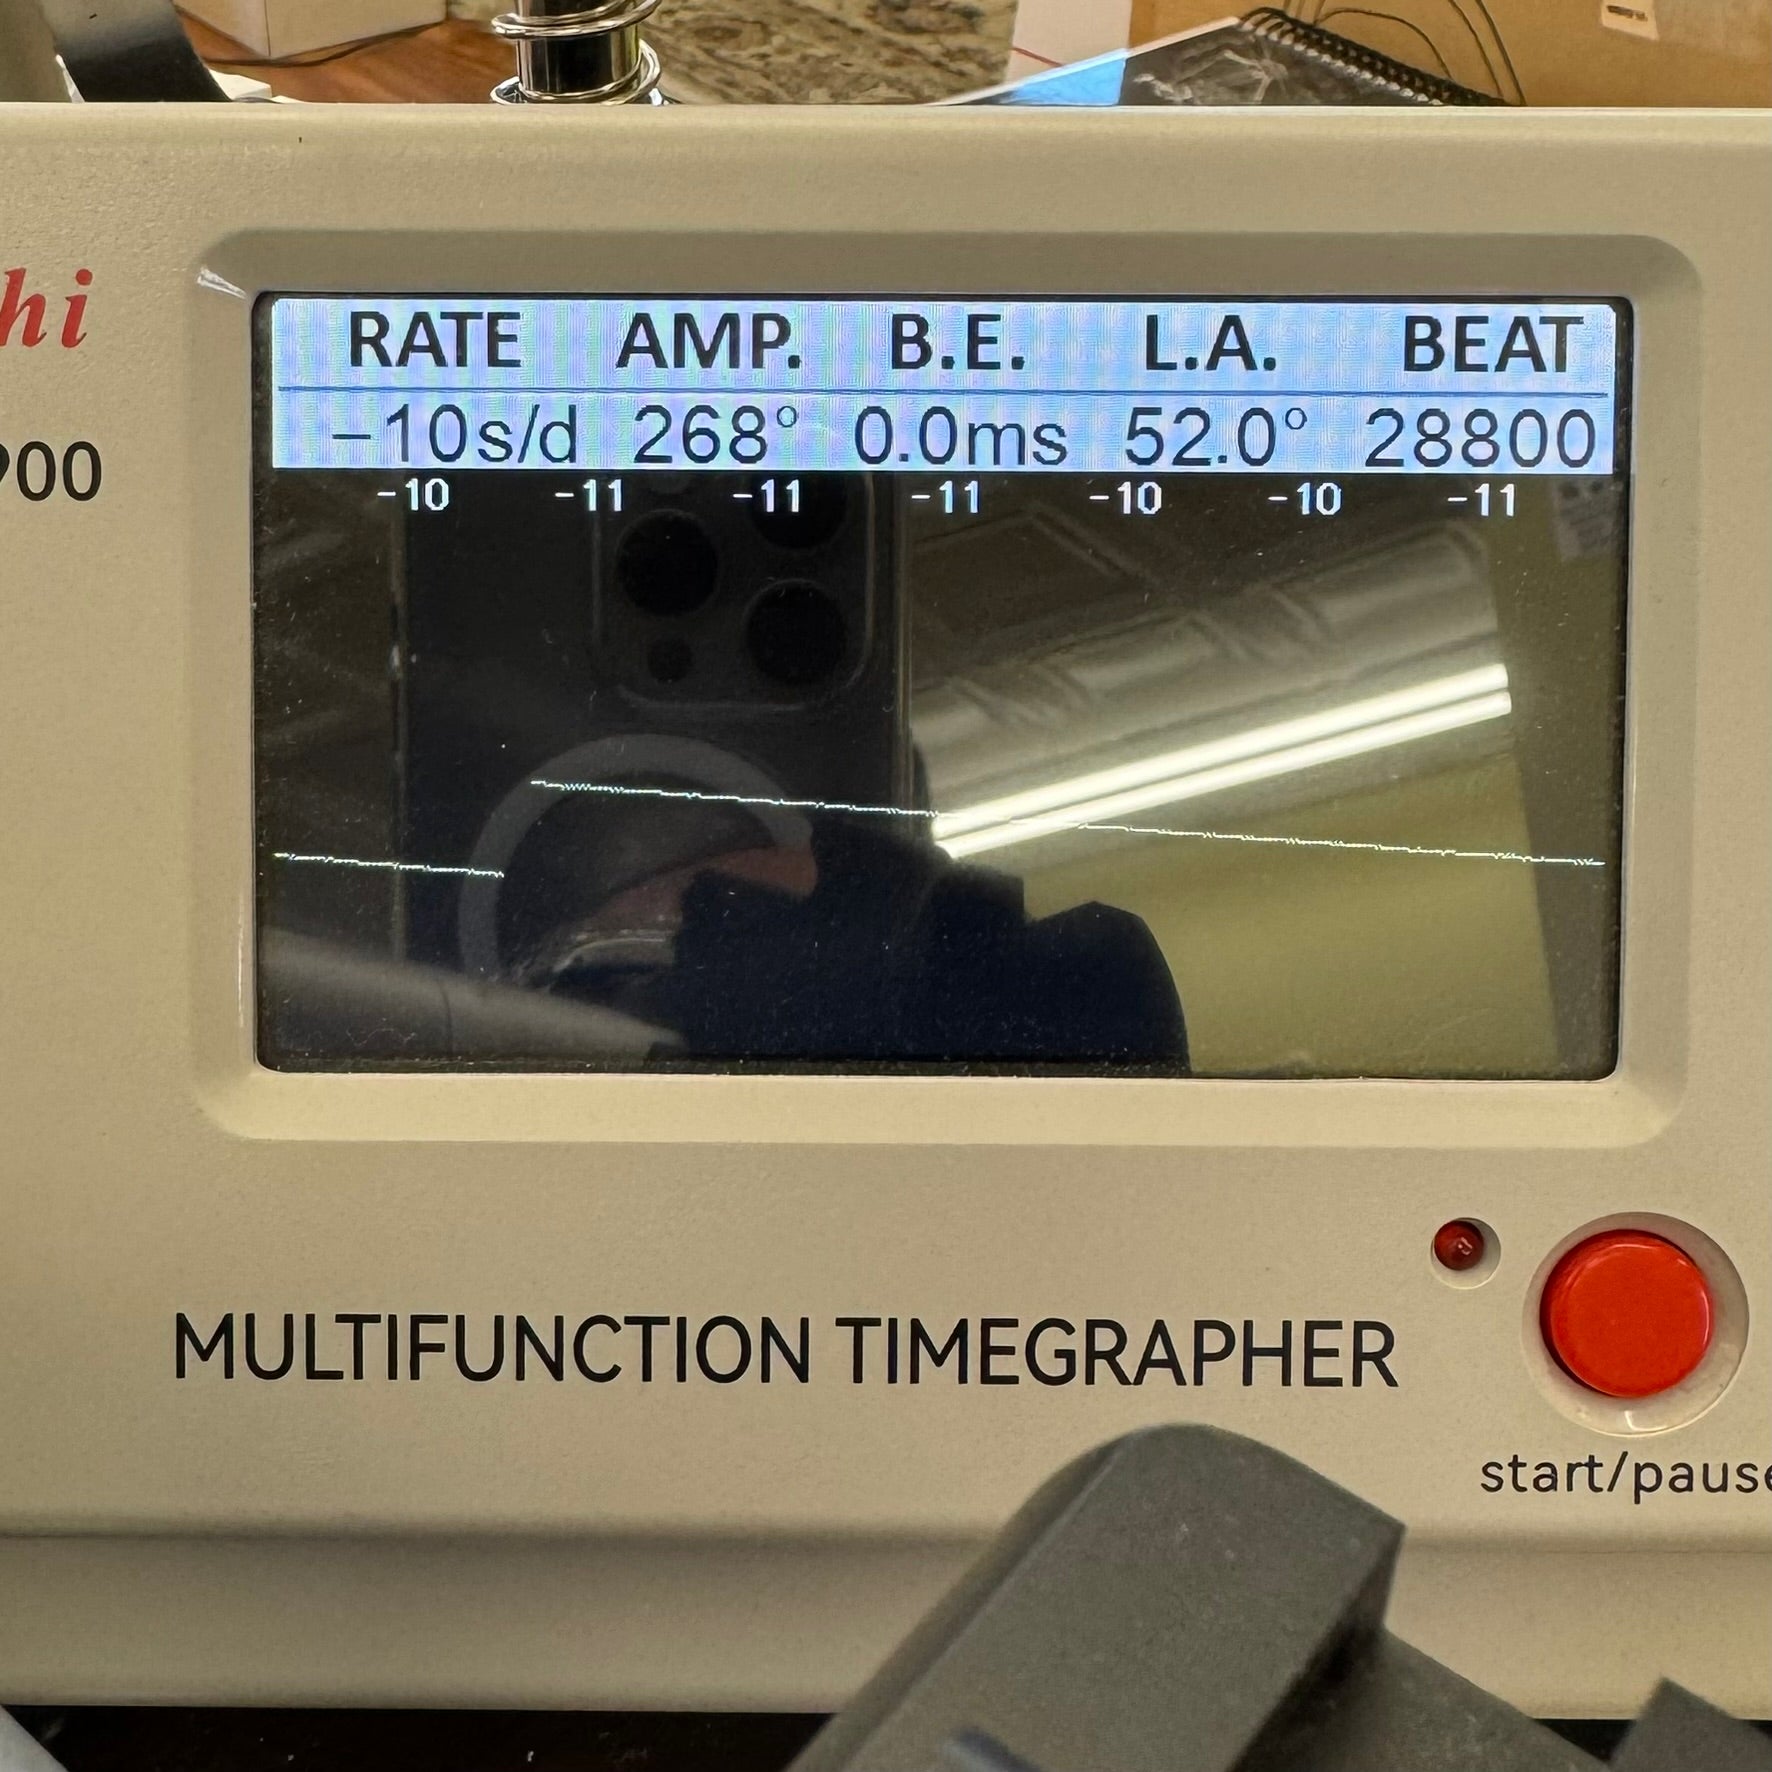 hi
900
RATE AMP. B.E. L.A. BEAT
-10s/d 268° 0.0ms 52.0° 28800
-10 -11 -11 -11 -10 -10 -11
MULTIFUNCTION TIMEGRAPHER
start/pause